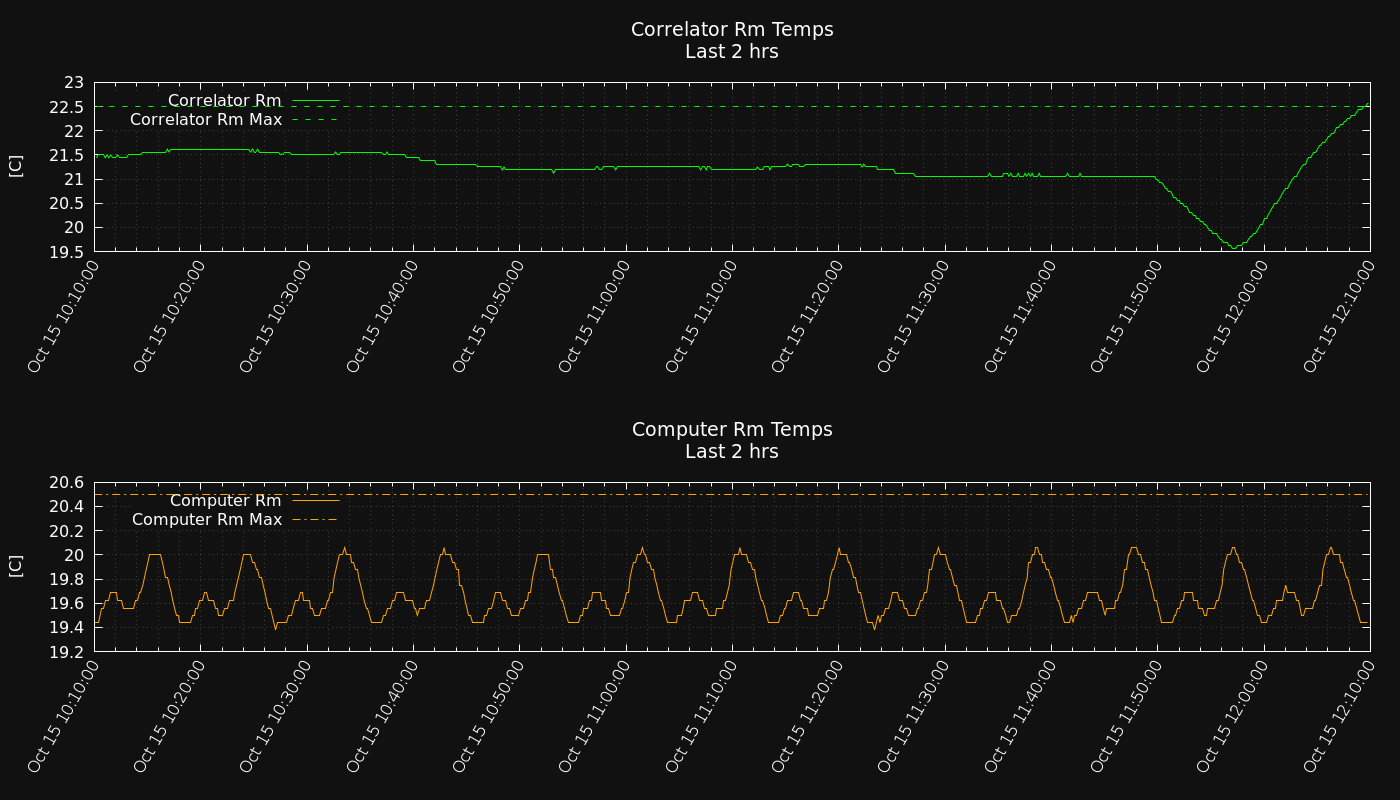 Correlator Rm Temps
Last 2 hrs
23
22.5
22
21.5
21
20.5
20
19.5
[C]
Correlator Rm
Correlator Rm Max
Oct 15 10:10:00
Oct 15 10:20:00
Oct 15 10:30:00
Oct 15 10:40:00
Oct 15 10:50:00
Oct 15 11:00:00
Oct 15 11:10:00
Oct 15 11:20:00
Oct 15 11:30:00
Oct 15 11:40:00
Oct 15 11:50:00
Oct 15 12:00:00
Oct 15 12:10:00
Computer Rm Temps
Last 2 hrs
20.6
20.4
20.2
20
19.8
19.6
19.4
19.2
[C]
Computer Rm
Computer Rm Max
Oct 15 10:10:00
Oct 15 10:20:00
Oct 15 10:30:00
Oct 15 10:40:00
Oct 15 10:50:00
Oct 15 11:00:00
Oct 15 11:10:00
Oct 15 11:20:00
Oct 15 11:30:00
Oct 15 11:40:00
Oct 15 11:50:00
Oct 15 12:00:00
Oct 15 12:10:00